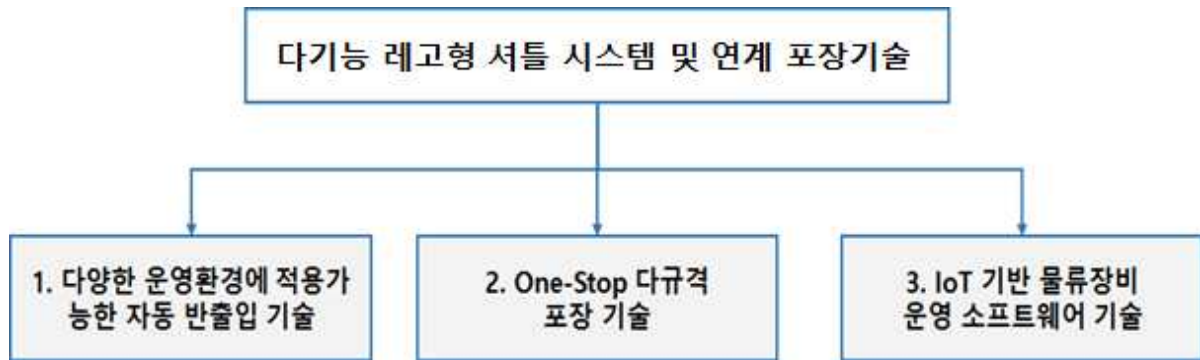 다기능 레고형 셔틀 시스템 및 연계 포장기술
1. 다양한 운영환경에 적용가
능한 자동 반출입 기술
2. One-Stop 다규격
포장 기술
3. IoT 기반 물류장비
운영 소프트웨어 기술